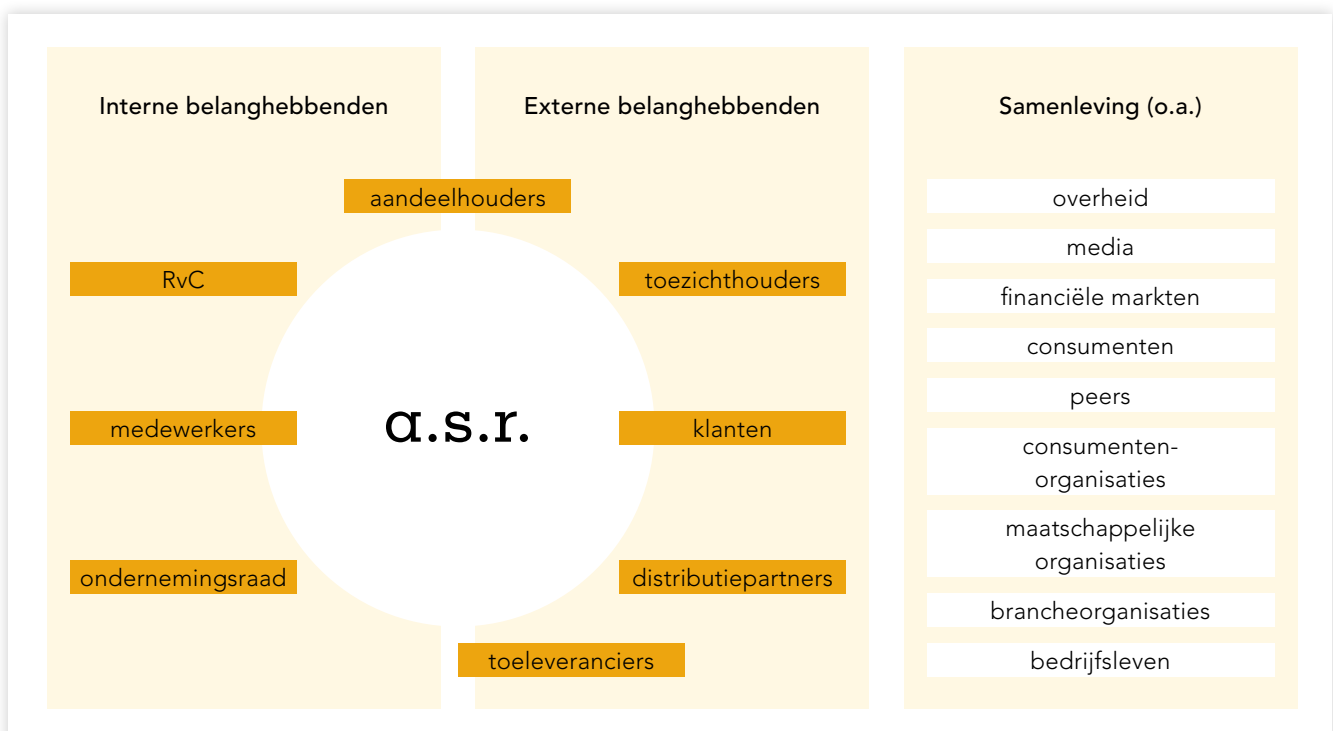 Interne belanghebbenden
Externe belanghebbenden
Samenleving (o.a.)
aandeelhouders
RvC
toezichthouders
medewerkers
a.s.r.
klanten
ondernemingsraad
distributiepartners
toeleveranciers
overheid
media
financiële markten
consumenten
peers
consumenten-
organisaties
maatschappelijke
organisaties
brancheorganisaties
bedrijfsleven